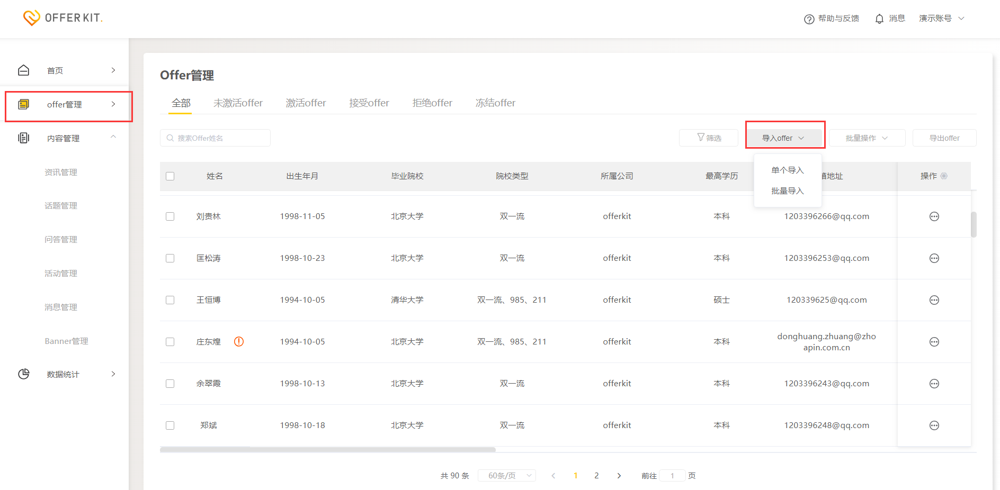 OFFER KIT.
帮助与反馈 消息 演示账号
首页
offer管理
内容管理
资讯管理
话题管理
问答管理
活动管理
消息管理
Banner管理
数据统计
Offer管理
全部 未激活offer 激活offer 接受offer 拒绝offer 冻结offer
搜索Offer姓名 筛选 导入offer 批量操作 导出offer
单个导入
批量导入
姓名 出生年月 毕业院校 院校类型 所属公司 最高学历 地址 操作
刘贵林 1998-11-05 北京大学 双一流 offerkit 本科 1203396266@qq.com
匡松涛 1998-10-23 北京大学 双一流 offerkit 本科 1203396253@qq.com
王恒博 1994-10-05 清华大学 双一流、985、211 offerkit 硕士 120339625@qq.com
庄东煌 1994-10-05 北京大学 双一流、985、211 offerkit 本科 donghuang.zhuang@zho
apin.com.cn
余翠霞 1998-10-13 北京大学 双一流 offerkit 本科 1203396243@qq.com
郑斌 1998-10-18 北京大学 双一流 offerkit 本科 1203396248@qq.com
共 90 条 60条/页 1 2 前往 1 页